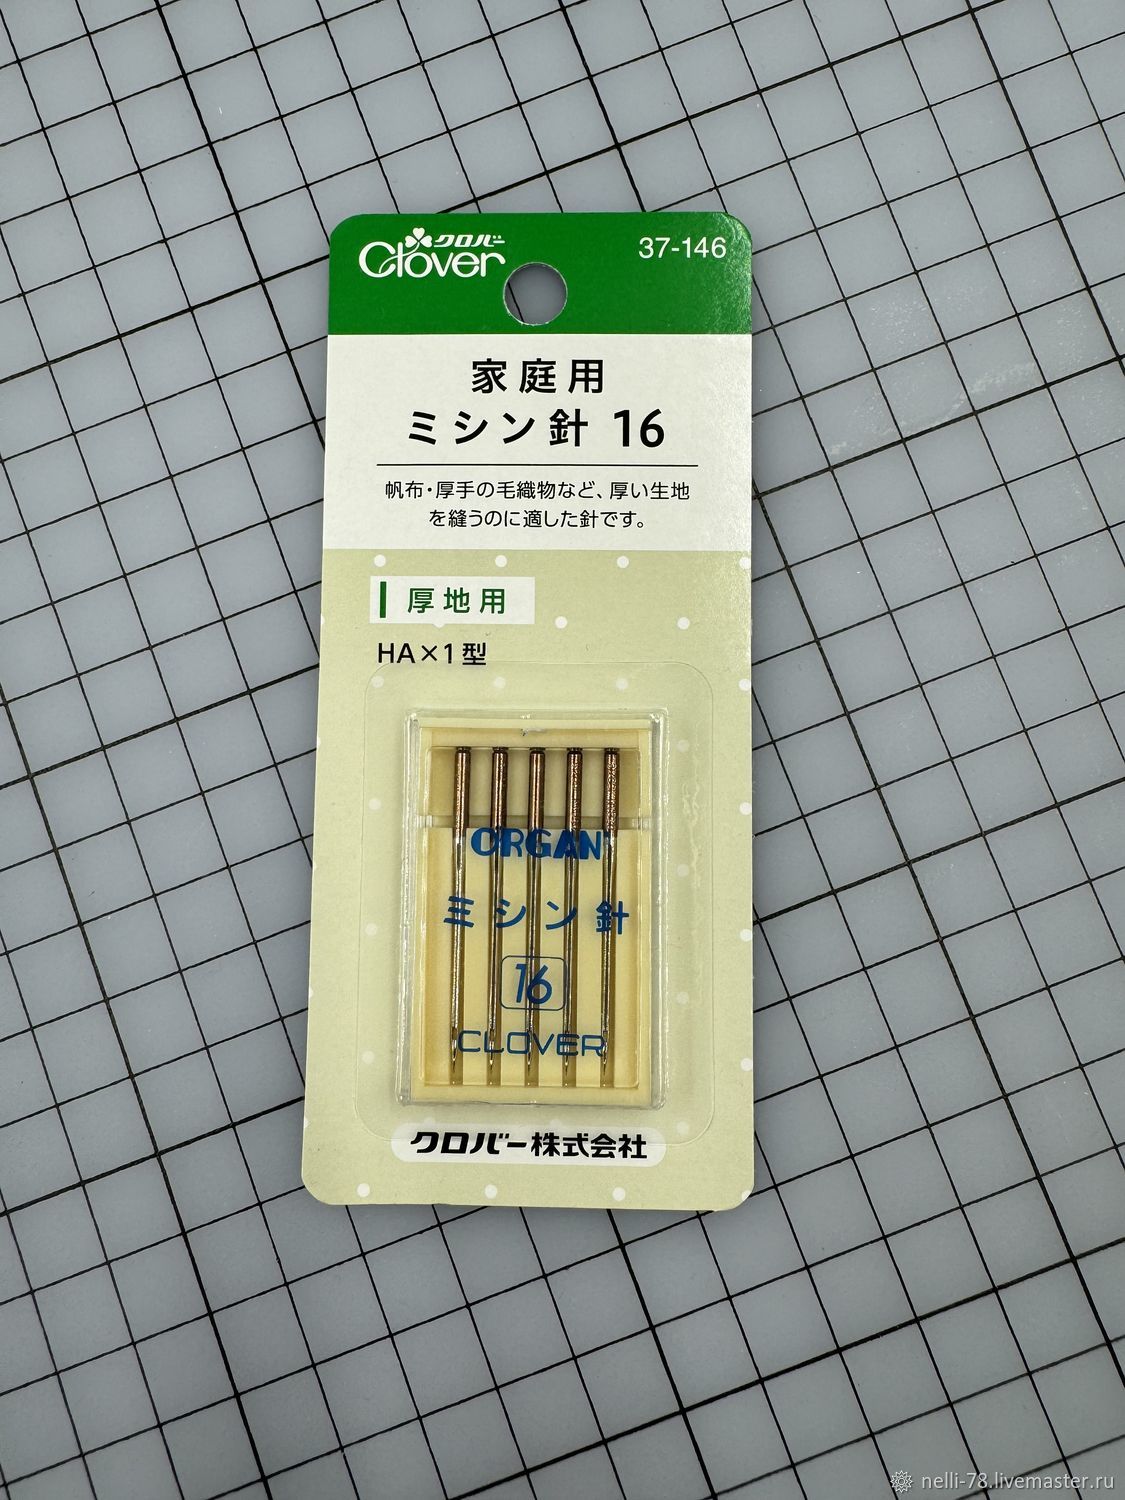 クロバー
Clover
37-146
家庭用
ミシン針 16
帆布・厚手の毛織物など、厚い生地
を縫うのに適した針です。
厚地用
HA×1型
ORGAN
ミシン針
16
CLOVER
クロバー株式会社
nelli-78.livemaster.ru